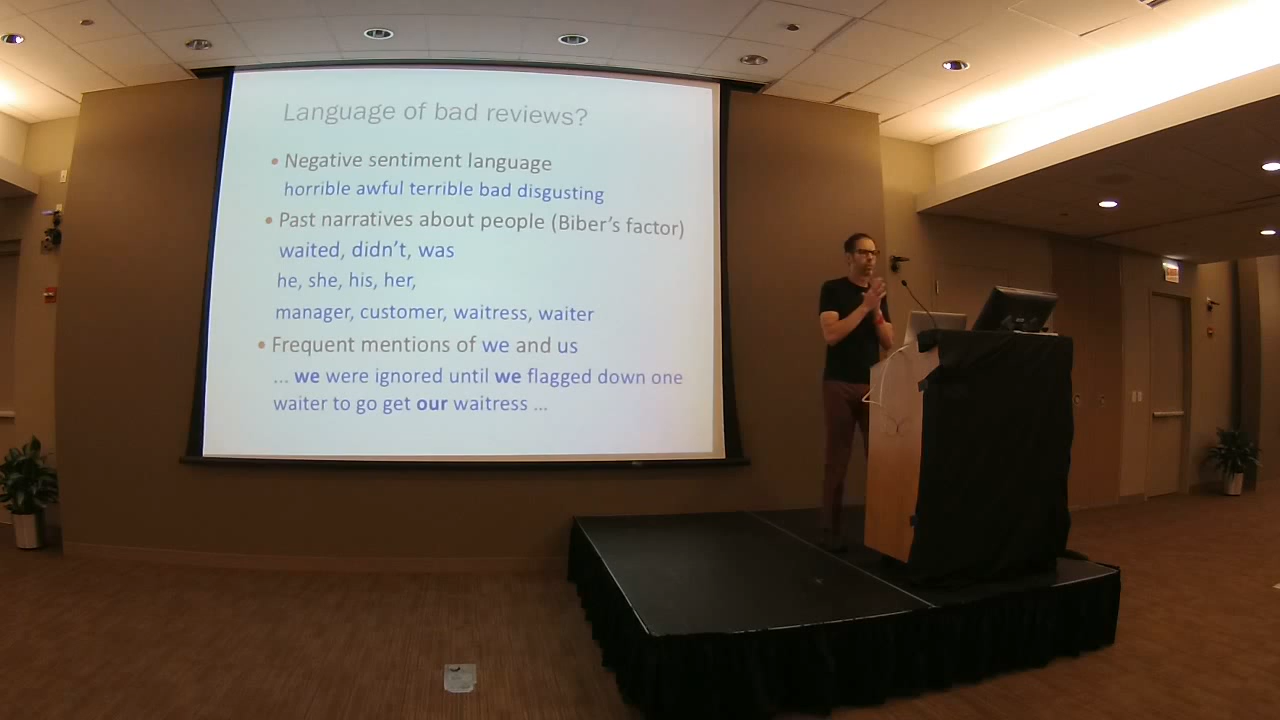 Language of bad reviews?
• Negative sentiment language
horrible awful terrible bad disgusting
• Past narratives about people (Biber's factor)
waited, didn't, was
he, she, his, her,
manager, customer, waitress, waiter
• Frequent mentions of we and us
... we were ignored until we flagged down one
waiter to go get our waitress ...